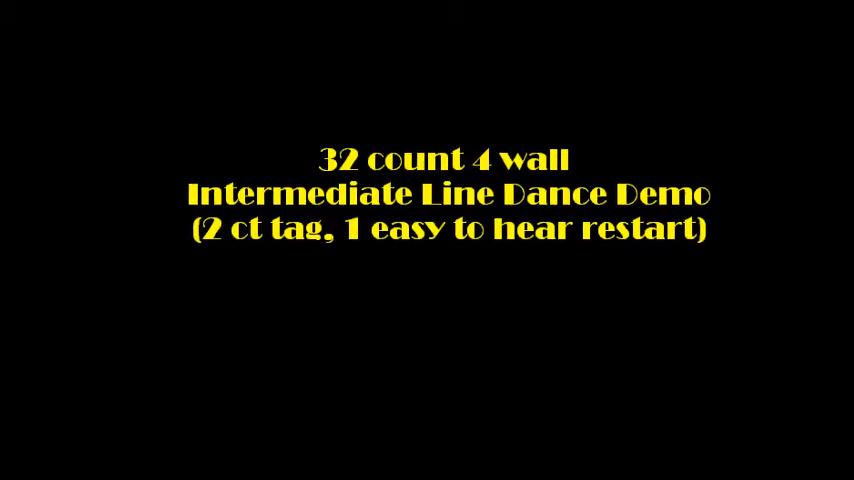 32 count 4 wall
Intermediate Line Dance Demo
(2 ct tag, 1 easy to hear restart)